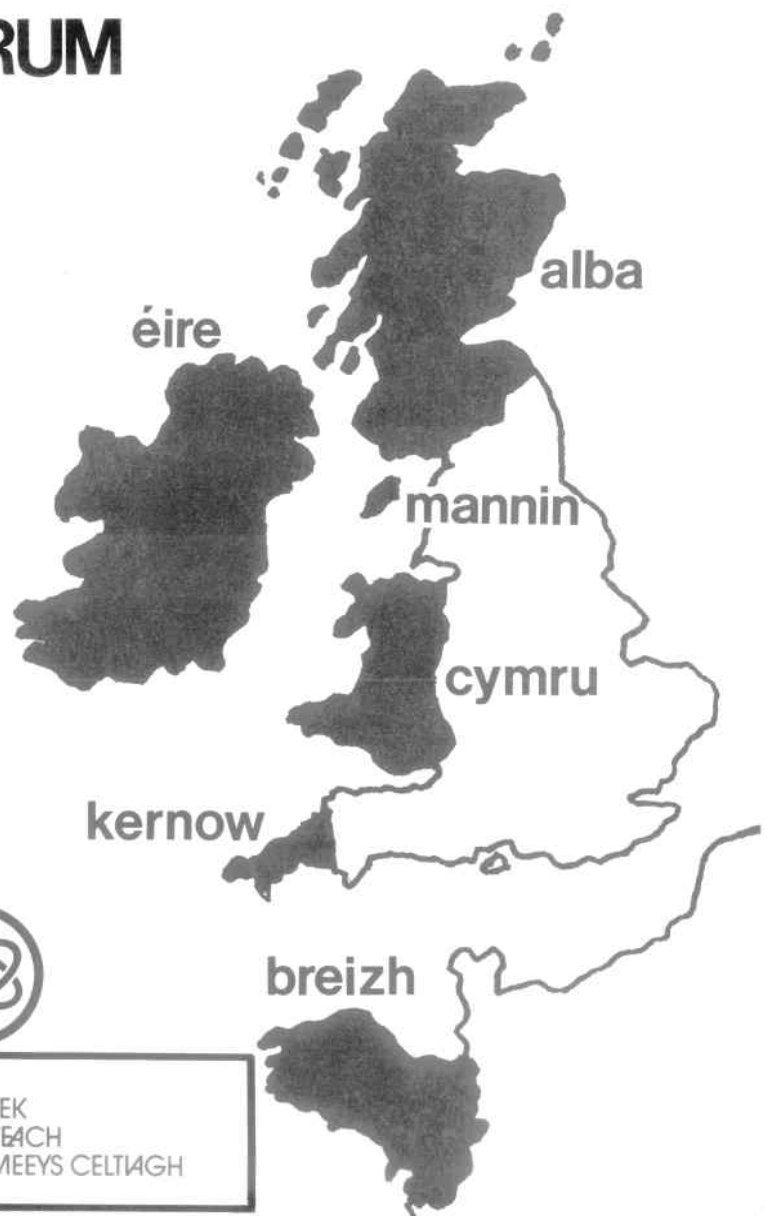 RUM
alba
éire
mannin
cymru
kernow
breizh
EK
EACH
MEEYS CELTIAGH